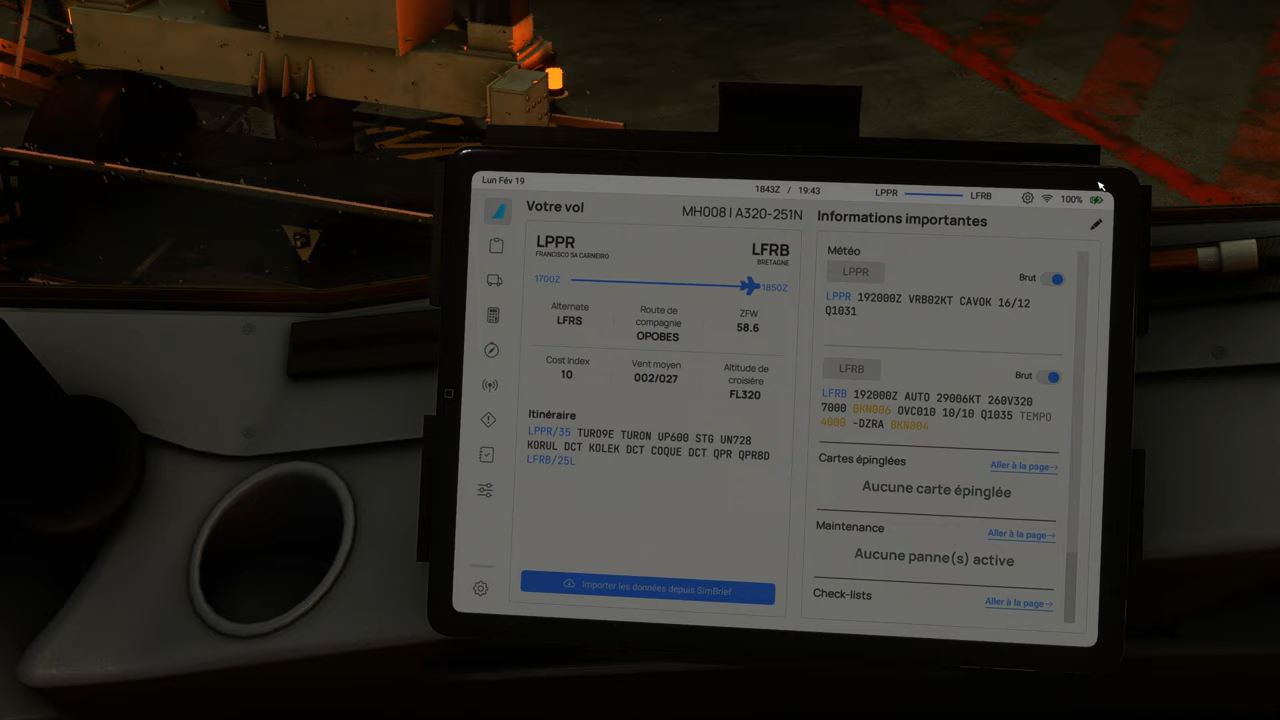 Lun Fév 19
1843Z / 19:43
LPPR LFRB
100%
Votre vol
MH008 | A320-251N
LPPR
FRANCISCO SA CARNEIRO
LFRB
BRETAGNE
1700Z
1850Z
Alternate
LFRS
Route de
compagnie
OPOBES
ZFW
58.6
Cost Index
10
Vent moyen
002/027
Altitude de
croisière
FL320
Itinéraire
LPPR/35 TURO9E TURON UP600 STG UN728
KORUL DCT KOLEK DCT COQUE DCT QPR QPR8D
LFRB/25L
Importer les données depuis SimBrief
Informations importantes
Météo
LPPR
Brut
LPPR 192000Z VRB02KT CAVOK 16/12
Q1031
LFRB
Brut
LFRB 192000Z AUTO 29006KT 260V320
7000 BKN006 OVC010 10/10 Q1035 TEMPO
4000 -DZRA BKN004
Cartes épinglées
Aller à la page
Aucune carte épinglée
Maintenance
Aller à la page
Aucune panne(s) active
Check-lists
Aller à la page